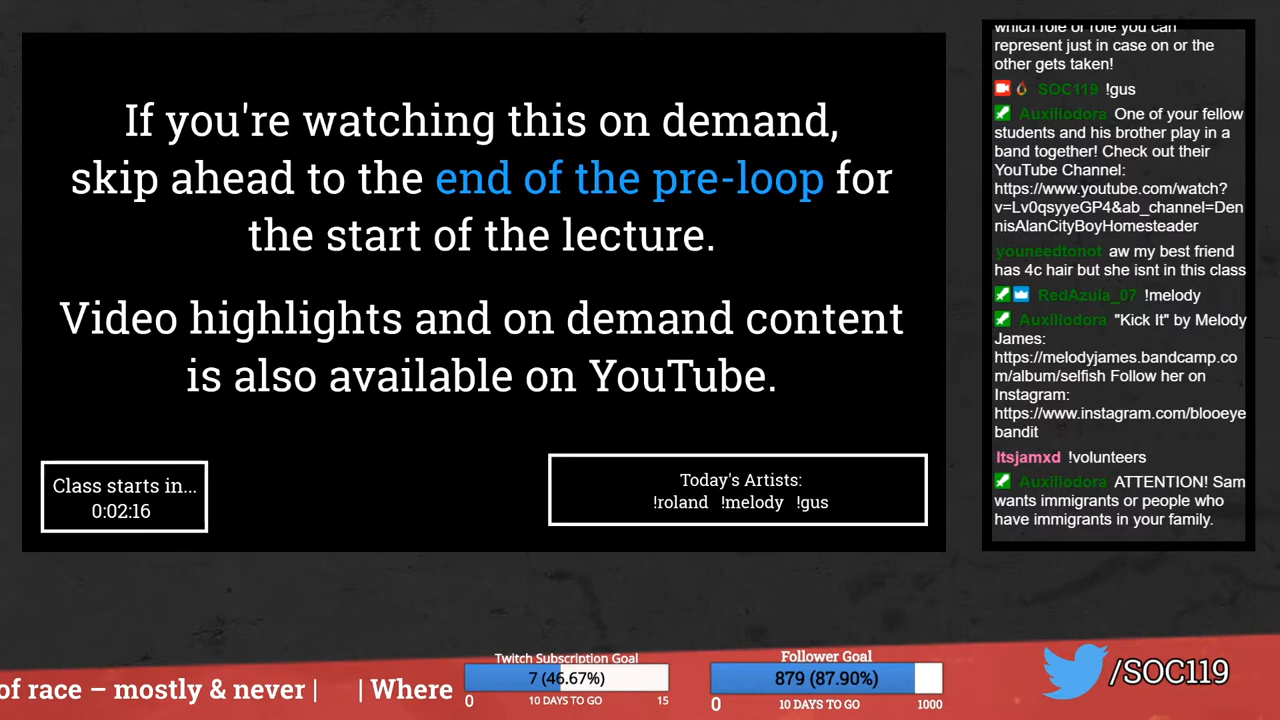 If you're watching this on demand,
skip ahead to the end of the pre-loop for
the start of the lecture.
Video highlights and on demand content
is also available on YouTube.
Class starts in...
0:02:16
Today's Artists:
!roland !melody !gus
which role or role you can
represent just in case on or the
other gets taken!
SOC119 !gus
Auxiliodora One of your fellow
students and his brother play in a
band together! Check out their
YouTube Channel:
https://www.youtube.com/watch?
v=Lv0qsyyeGP4&ab_channel=Den
nisAlanCityBoyHomesteader
youneedtonot aw my best friend
has 4c hair but she isnt in this class
RedAzula_07 !melody
Auxiliodora "Kick It" by Melody
James:
https://melodyjames.bandcamp.co
m/album/selfish Follow her on
Instagram:
https://www.instagram.com/blooeye
bandit
Itsjamxd !volunteers
Auxiliodora ATTENTION! Sam
wants immigrants or people who
have immigrants in your family.
of race – mostly & never | | Where
Twitch Subscription Goal
7 (46.67%)
0 10 DAYS TO GO 15
Follower Goal
879 (87.90%)
0 10 DAYS TO GO 1000
/SOC119